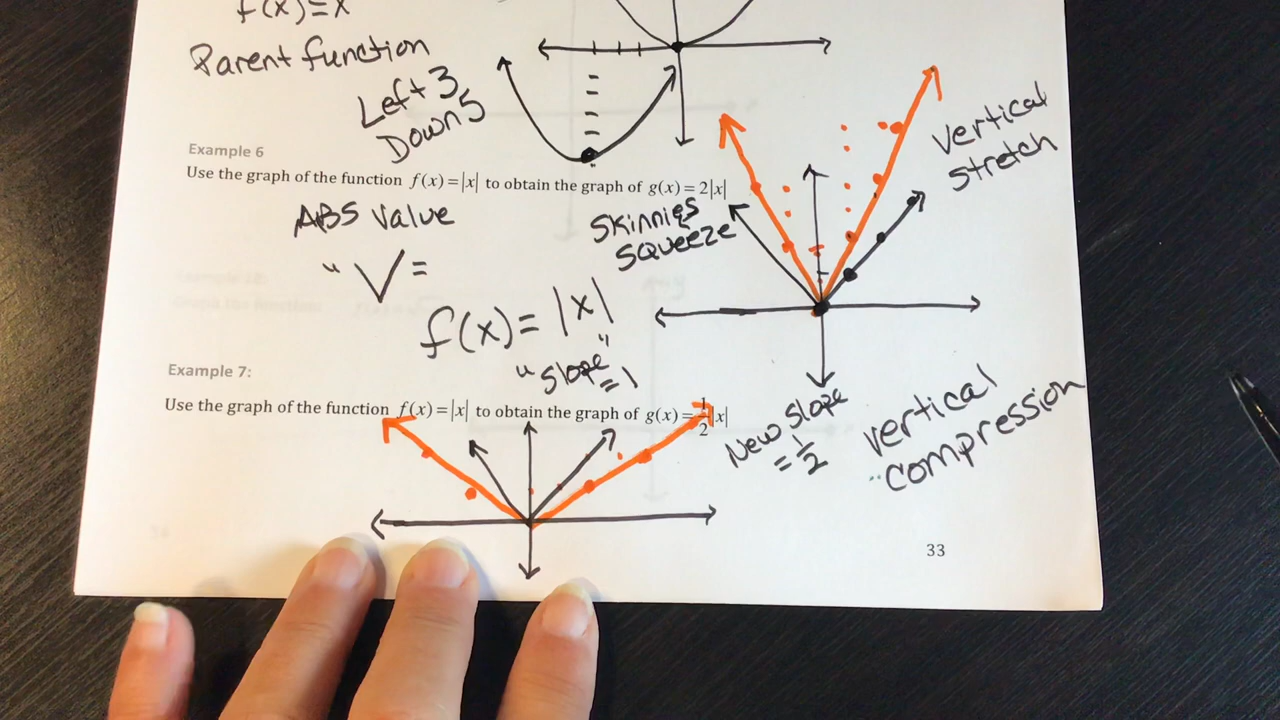 f(x)=x
Parent function
Left 3
Down 5
Example 6
Use the graph of the function f(x)=|x| to obtain the graph of g(x)=2|x|
ABS Value
"V=
f(x)=|x|
"Slope"
=1
Skinnies
Squeeze
Vertical
stretch
Example 7:
Use the graph of the function f(x)=|x| to obtain the graph of g(x)=1/2|x|
New Slope
=1/2
vertical
compression
33